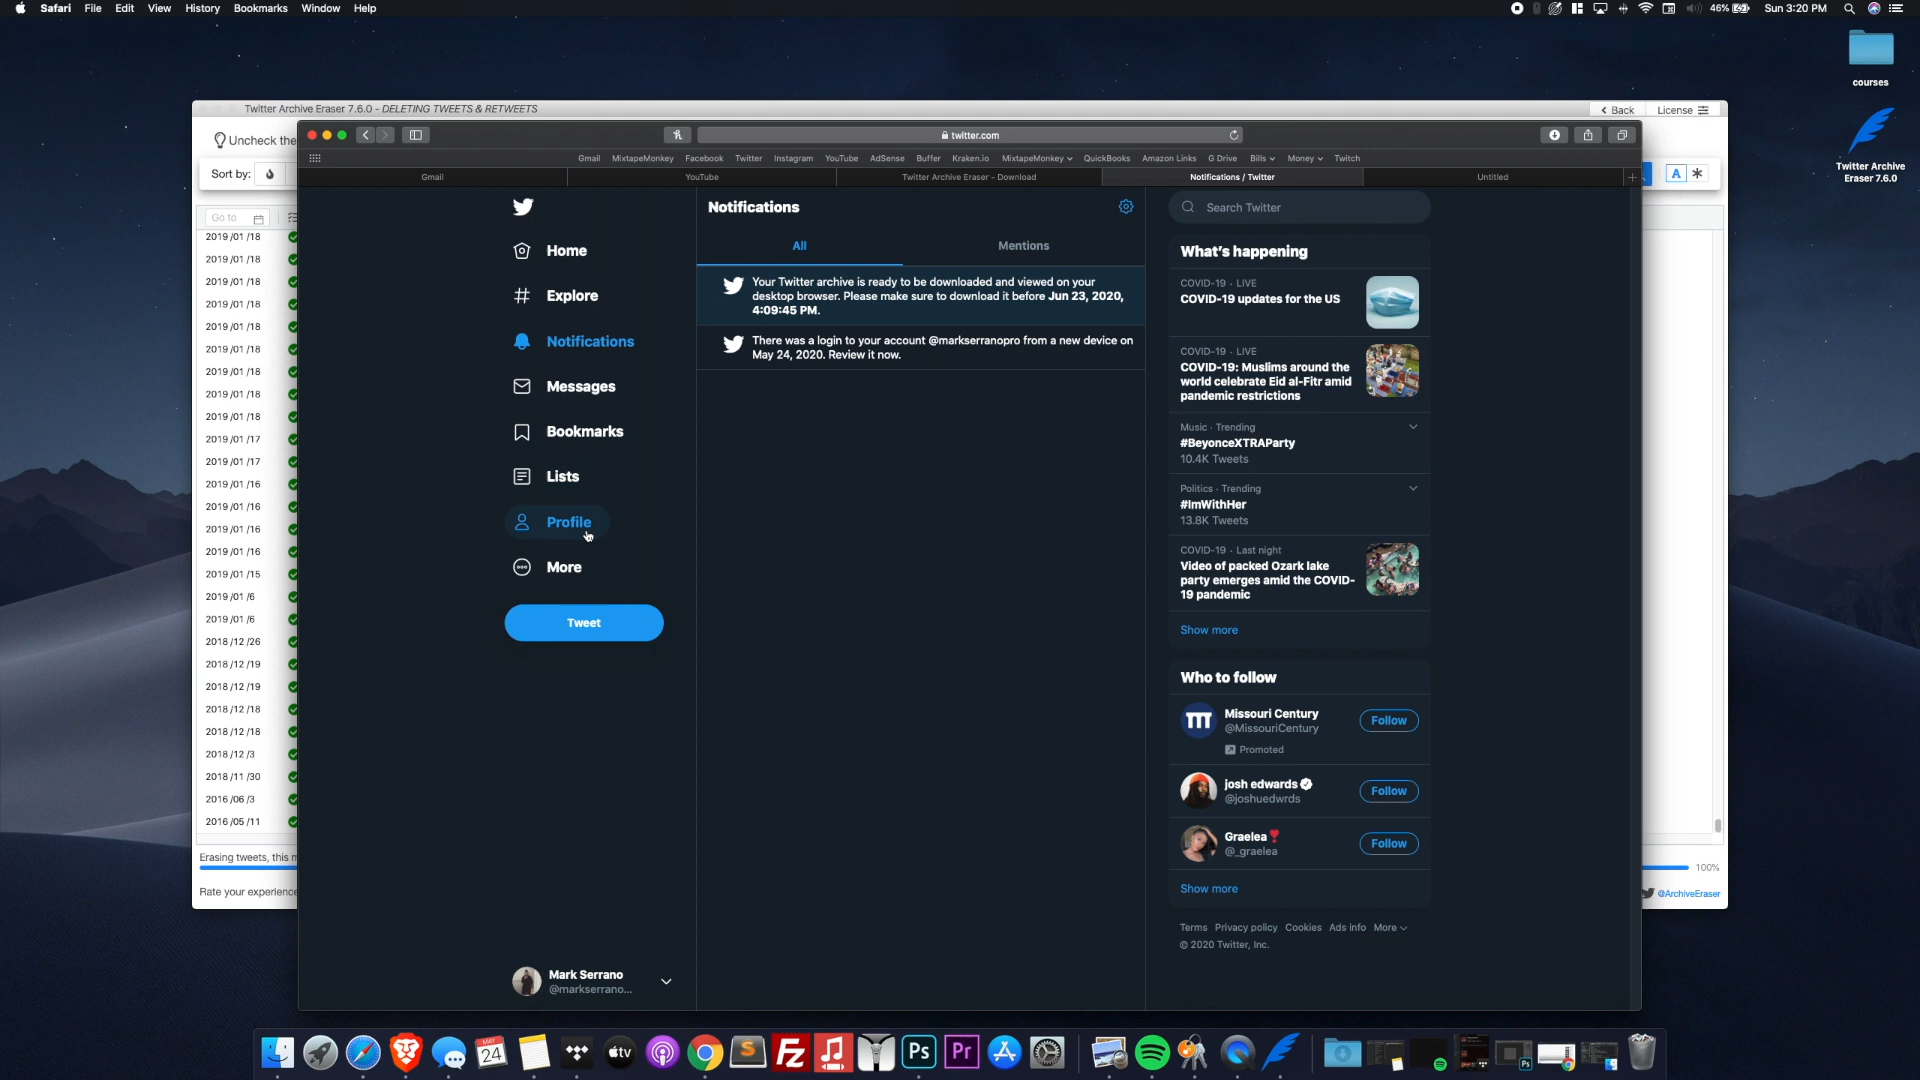 Safari File Edit View History Bookmarks Window Help
46% Sun 3:20 PM
courses
Twitter Archive
Eraser 7.6.0
Twitter Archive Eraser 7.6.0 - DELETING TWEETS & RETWEETS
< Back License
Uncheck the
Sort by:
A *
Go to
2019 /01 /18
2019 /01 /18
2019 /01 /18
2019 /01 /18
2019 /01 /18
2019 /01 /18
2019 /01 /18
2019 /01 /18
2019 /01 /18
2019 /01 /17
2019 /01 /17
2019 /01 /16
2019 /01 /16
2019 /01 /16
2019 /01 /16
2019 /01 /15
2019 /01 /6
2019 /01 /6
2018 /12 /26
2018 /12 /19
2018 /12 /19
2018 /12 /18
2018 /12 /18
2018 /12 /3
2018 /11 /30
2016 /06 /3
2016 /05 /11
Erasing tweets, this
100%
Rate your experience
@ArchiveEraser
twitter.com
Gmail MixtapeMonkey Facebook Twitter Instagram YouTube AdSense Buffer Kraken.io MixtapeMonkey QuickBooks Amazon Links G Drive Bills Money Twitch
Gmail YouTube Twitter Archive Eraser - Download Notifications / Twitter Untitled
Home
Explore
Notifications
Messages
Bookmarks
Lists
Profile
More
Tweet
Mark Serrano
@markserrano...
Notifications
All Mentions
Your Twitter archive is ready to be downloaded and viewed on your
desktop browser. Please make sure to download it before Jun 23, 2020,
4:09:45 PM.
There was a login to your account @markserranopro from a new device on
May 24, 2020. Review it now.
Search Twitter
What's happening
COVID-19 · LIVE
COVID-19 updates for the US
COVID-19 · LIVE
COVID-19: Muslims around the
world celebrate Eid al-Fitr amid
pandemic restrictions
Music · Trending
#BeyonceXTRAParty
10.4K Tweets
Politics · Trending
#ImWithHer
13.8K Tweets
COVID-19 · Last night
Video of packed Ozark lake
party emerges amid the COVID-
19 pandemic
Show more
Who to follow
Missouri Century
@MissouriCentury
Promoted
Follow
josh edwards
@joshuedwrds
Follow
Graelea
@_graelea
Follow
Show more
Terms Privacy policy Cookies Ads info More
© 2020 Twitter, Inc.
MAY
24
tv
S
Fz
Ps
Pr
Ps